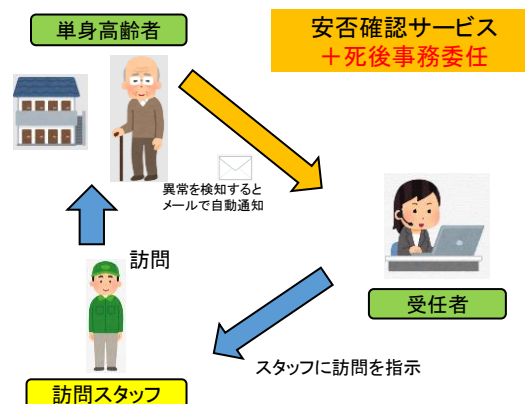 単身高齢者
安否確認サービス
＋死後事務委任
異常を検知すると
メールで自動通知
訪問
受任者
スタッフに訪問を指示
訪問スタッフ